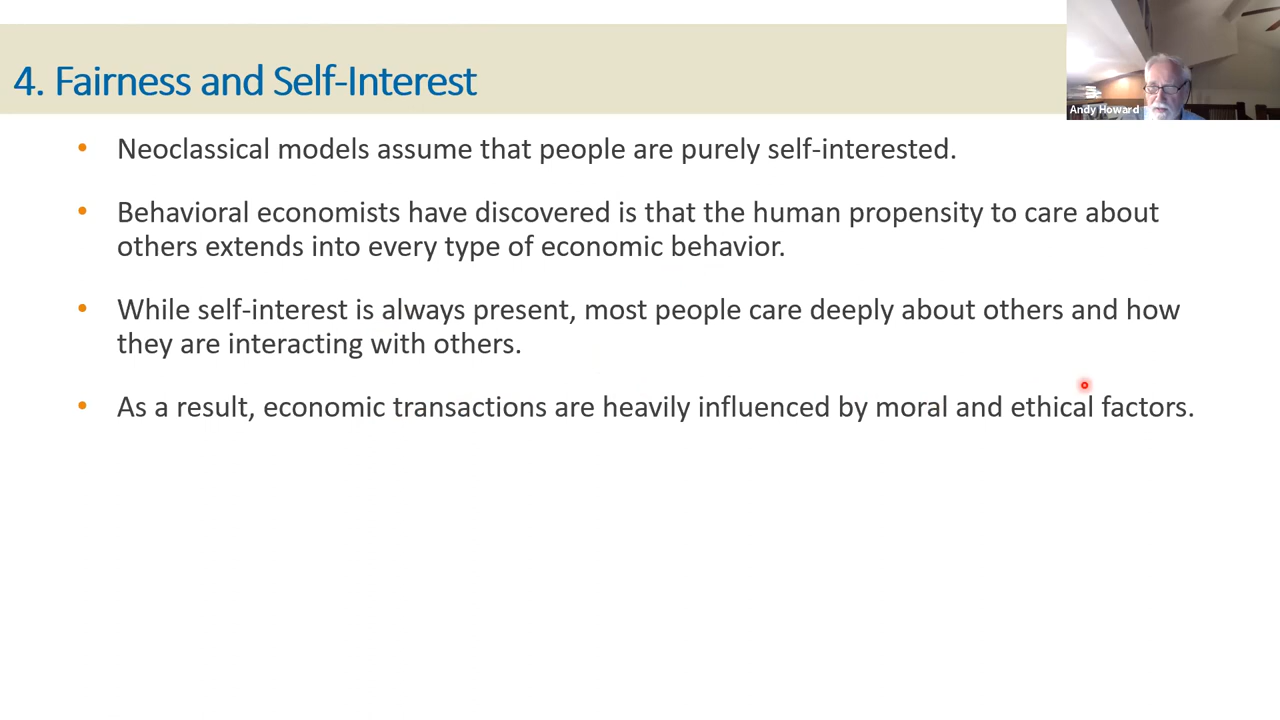 4. Fairness and Self-Interest
Andy Howard
• Neoclassical models assume that people are purely self-interested.
• Behavioral economists have discovered is that the human propensity to care about
others extends into every type of economic behavior.
• While self-interest is always present, most people care deeply about others and how
they are interacting with others.
• As a result, economic transactions are heavily influenced by moral and ethical factors.